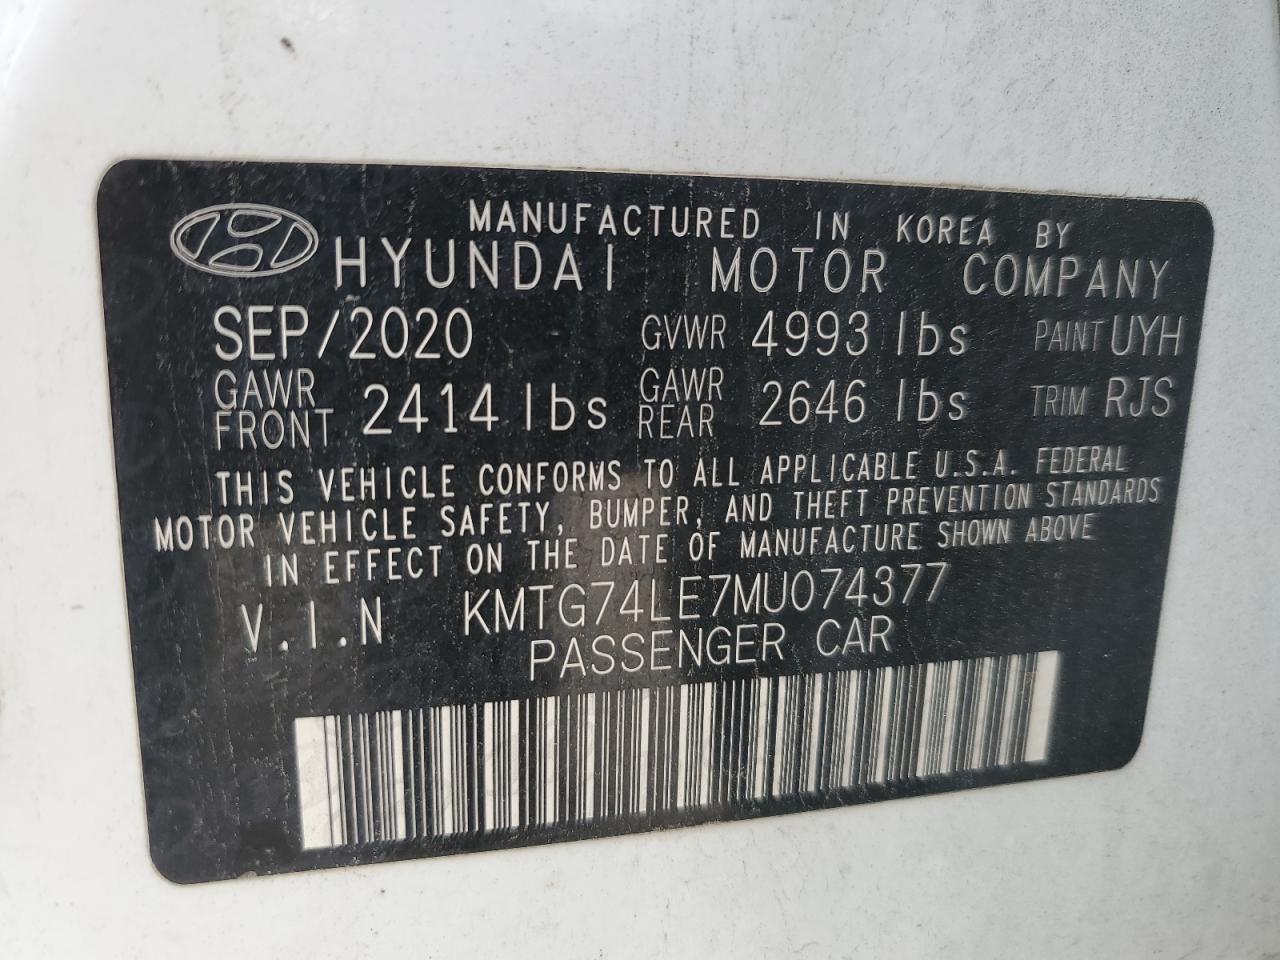 MANUFACTURED IN KOREA BY
HYUNDAI MOTOR COMPANY
SEP/2020 GVWR 4993 lbs PAINT UYH
GAWR FRONT 2414 lbs GAWR REAR 2646 lbs TRIM RJS
THIS VEHICLE CONFORMS TO ALL APPLICABLE U.S.A. FEDERAL
MOTOR VEHICLE SAFETY, BUMPER, AND THEFT PREVENTION STANDARDS
IN EFFECT ON THE DATE OF MANUFACTURE SHOWN ABOVE
V.I.N KMTG74LE7MU074377
PASSENGER CAR